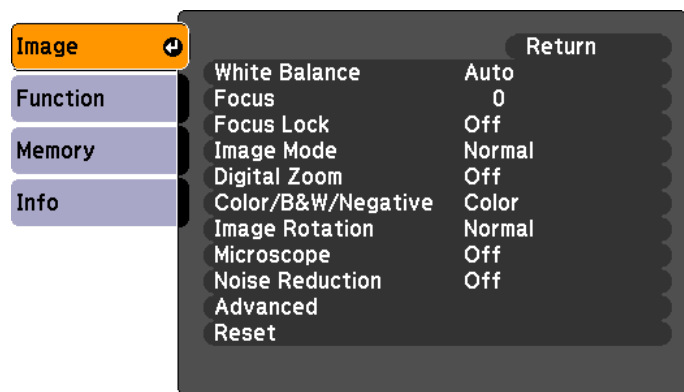 Image
Function
Memory
Info
Return
White Balance Auto
Focus 0
Focus Lock Off
Image Mode Normal
Digital Zoom Off
Color/B&W/Negative Color
Image Rotation Normal
Microscope Off
Noise Reduction Off
Advanced
Reset